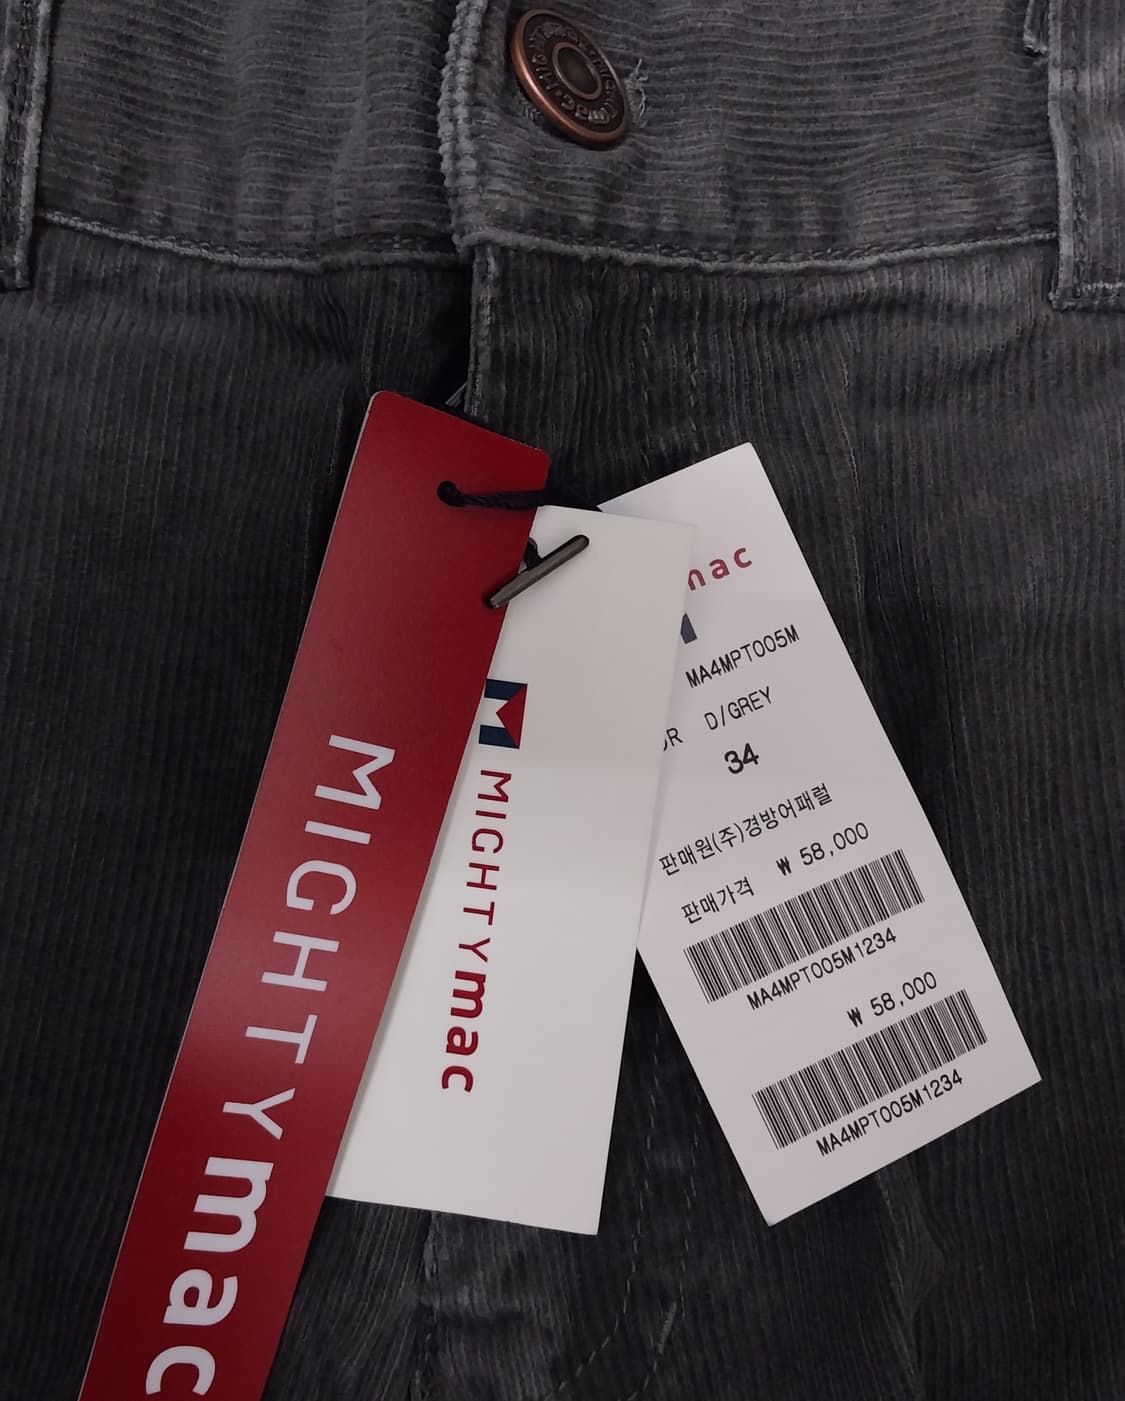 MIGHTYmac
MIGHTYmac
mac
MA4MPT005M
D/GREY
34
판매원(주)경방어패럴
판매가격 ₩ 58,000
MA4MPT005M1234
₩ 58,000
MA4MPT005M1234